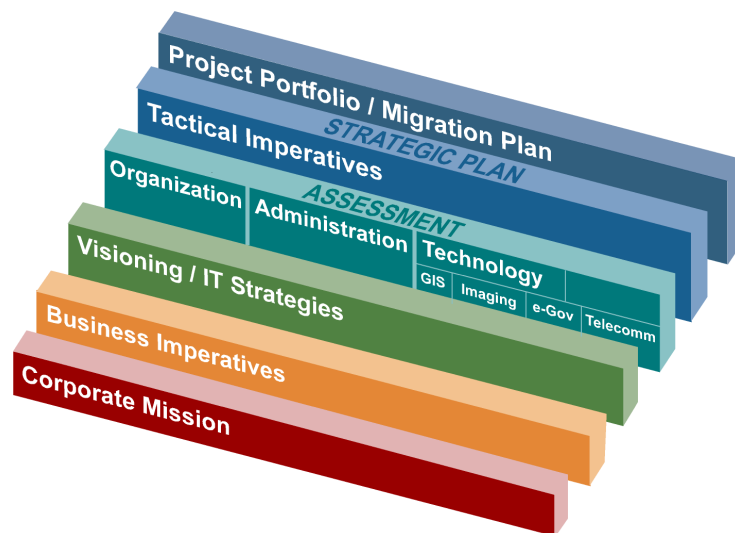 Project Portfolio / Migration Plan
STRATEGIC PLAN
Tactical Imperatives
ASSESSMENT
Organization
Administration
Technology
GIS
Imaging
e-Gov
Telecomm
Visioning / IT Strategies
Business Imperatives
Corporate Mission